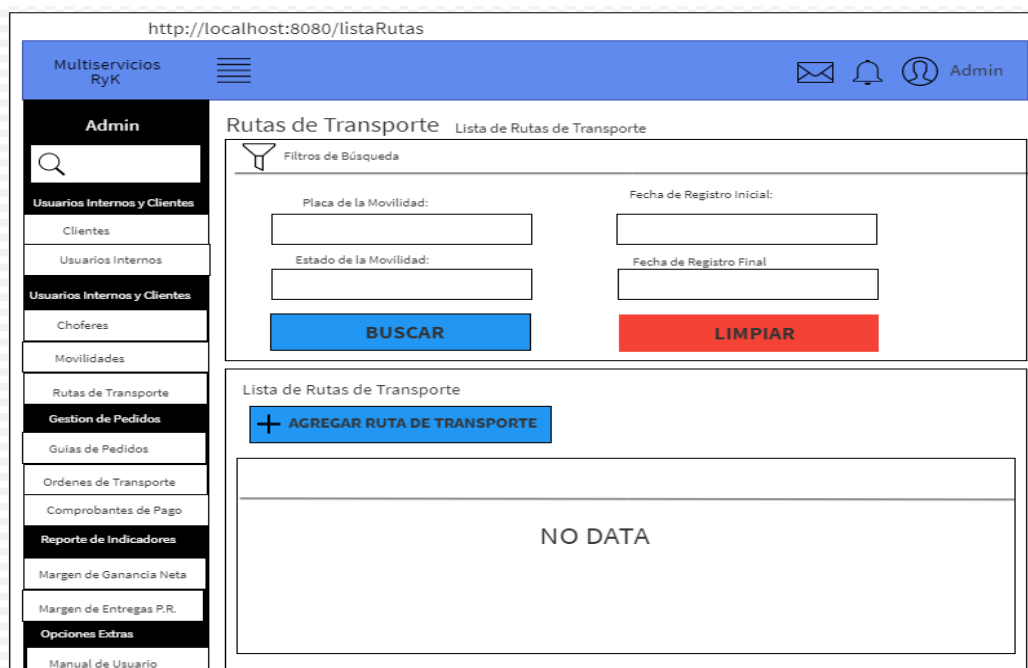 http://localhost:8080/listaRutas
Multiservicios
RyK
Admin
Admin
Usuarios Internos y Clientes
Clientes
Usuarios Internos
Usuarios Internos y Clientes
Choferes
Movilidades
Rutas de Transporte
Gestion de Pedidos
Guias de Pedidos
Ordenes de Transporte
Comprobantes de Pago
Reporte de Indicadores
Margen de Ganancia Neta
Margen de Entregas P.R.
Opciones Extras
Manual de Usuario
Rutas de Transporte Lista de Rutas de Transporte
Filtros de Búsqueda
Placa de la Movilidad:
Fecha de Registro Inicial:
Estado de la Movilidad:
Fecha de Registro Final
BUSCAR
LIMPIAR
Lista de Rutas de Transporte
AGREGAR RUTA DE TRANSPORTE
NO DATA